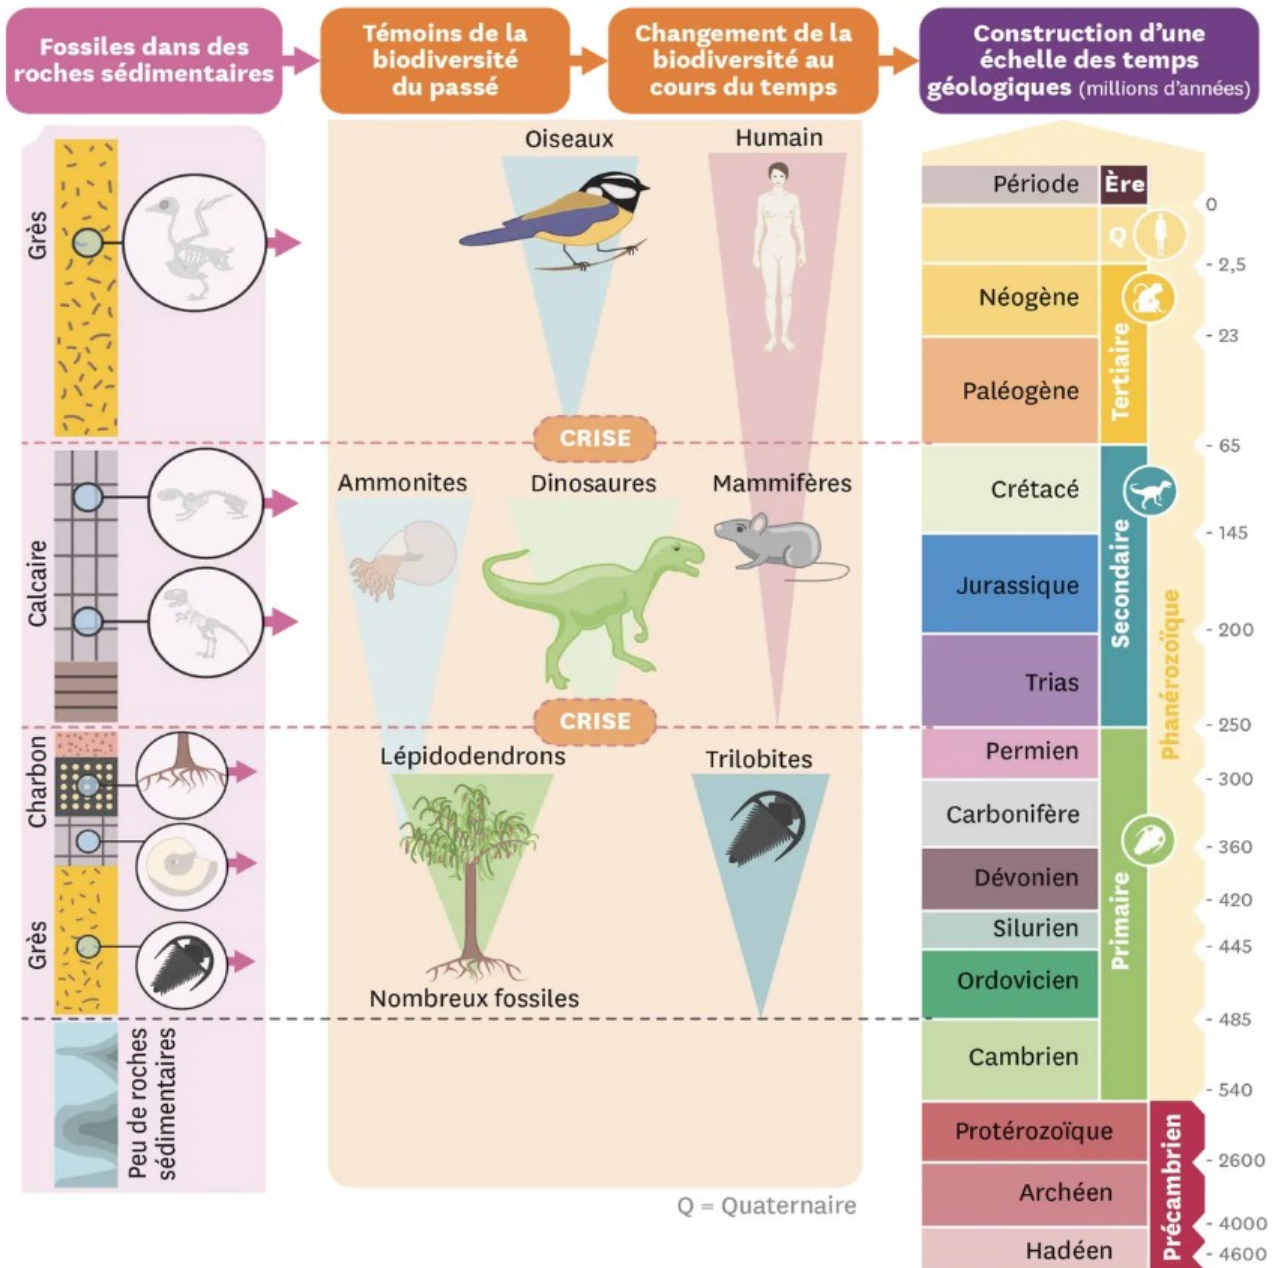 Fossiles dans des
roches sédimentaires
Témoins de la
biodiversité
du passé
Changement de la
biodiversité au
cours du temps
Construction d'une
échelle des temps
géologiques (millions d'années)
Grès
Calcaire
Charbon
Grès
Peu de roches
sédimentaires
Oiseaux
Humain
CRISE
Ammonites
Dinosaures
Mammifères
CRISE
Lépidodendrons
Trilobites
Nombreux fossiles
Q = Quaternaire
Période
Ère
Q
Néogène
Paléogène
Tertiaire
Crétacé
Jurassique
Trias
Secondaire
Permien
Carbonifère
Dévonien
Silurien
Ordovicien
Cambrien
Primaire
Phanérozoïque
Protérozoïque
Archéen
Hadéen
Précambrien
0
- 2,5
- 23
- 65
- 145
- 200
- 250
- 300
- 360
- 420
- 445
- 485
- 540
- 2600
- 4000
- 4600